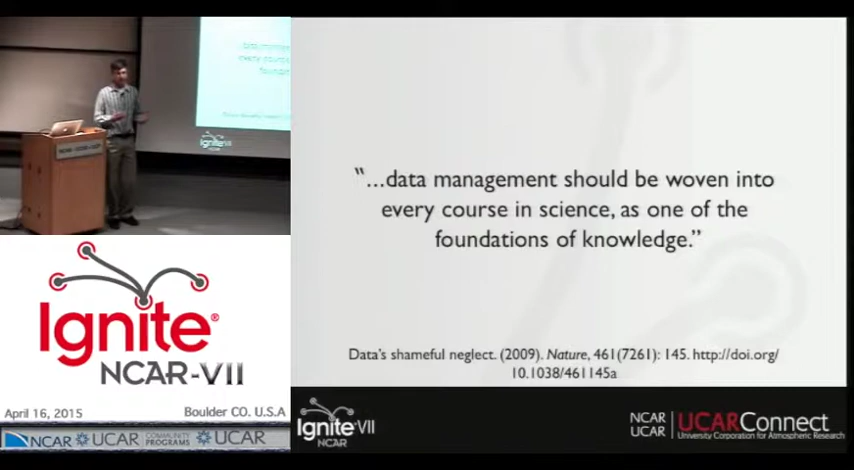 “...data management should be woven into
every course in science, as one of the
foundations of knowledge.”
Data's shameful neglect. (2009). Nature, 461(7261): 145. http://doi.org/
10.1038/461145a
Ignite®
NCAR-VII
April 16, 2015
Boulder CO. U.S.A
NCAR UCAR COMMUNITY PROGRAMS UCAR
Ignite VII
NCAR
NCAR
UCAR
UCARConnect
University Corporation for Atmospheric Research